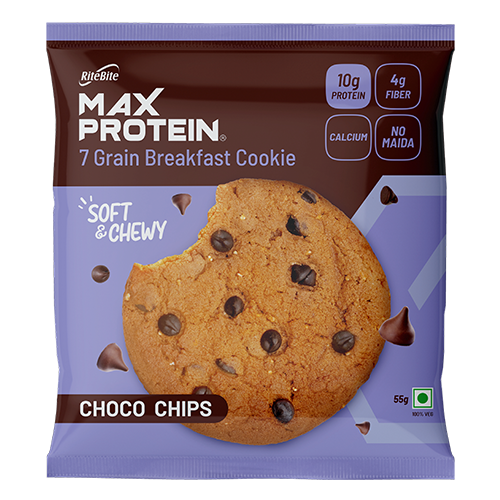 RiteBite
MAX
PROTEIN®
7 Grain Breakfast Cookie
10g
PROTEIN
4g
FIBER
CALCIUM
NO
MAIDA
SOFT
& CHEWY
CHOCO CHIPS
55g
100% VEG